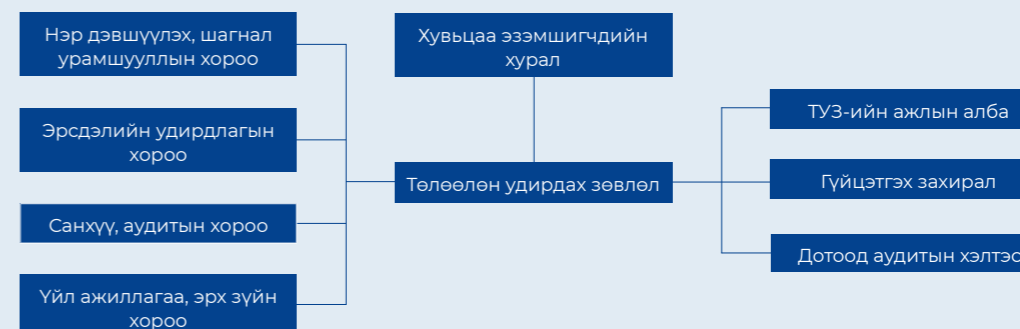 Нэр дэвшүүлэх, шагнал
урамшууллын хороо
Эрсдэлийн удирдлагын
хороо
Санхүү, аудитын хороо
Үйл ажиллагаа, эрх зүйн
хороо
Хувьцаа эзэмшигчдийн
хурал
Төлөөлөн удирдах зөвлөл
ТУЗ-ийн ажлын алба
Гүйцэтгэх захирал
Дотоод аудитын хэлтэс